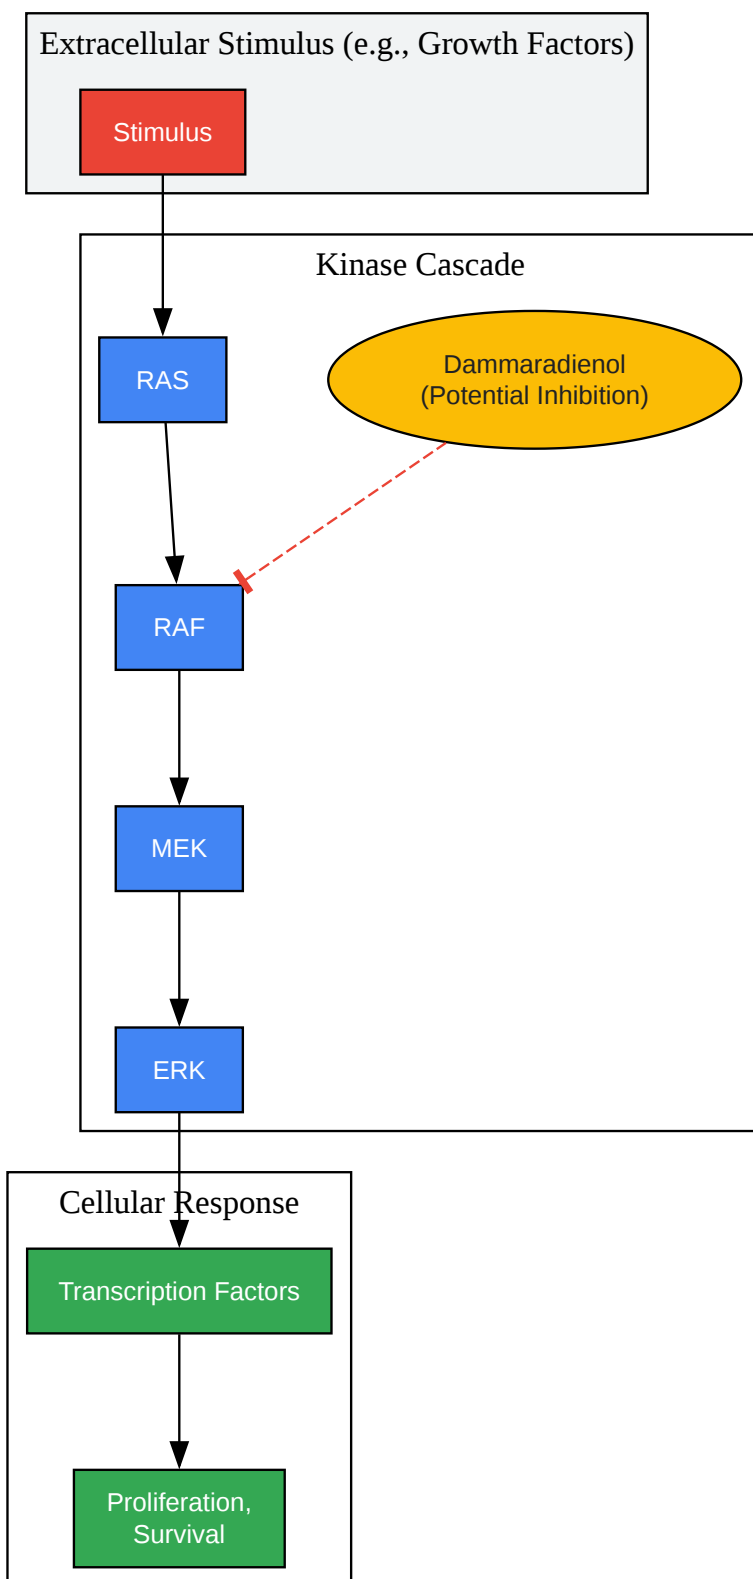 Extracellular Stimulus (e.g., Growth Factors)
Stimulus
Kinase Cascade
RAS
Dammaradienol
(Potential Inhibition)
RAF
MEK
ERK
Cellular Response
Transcription Factors
Proliferation,
Survival